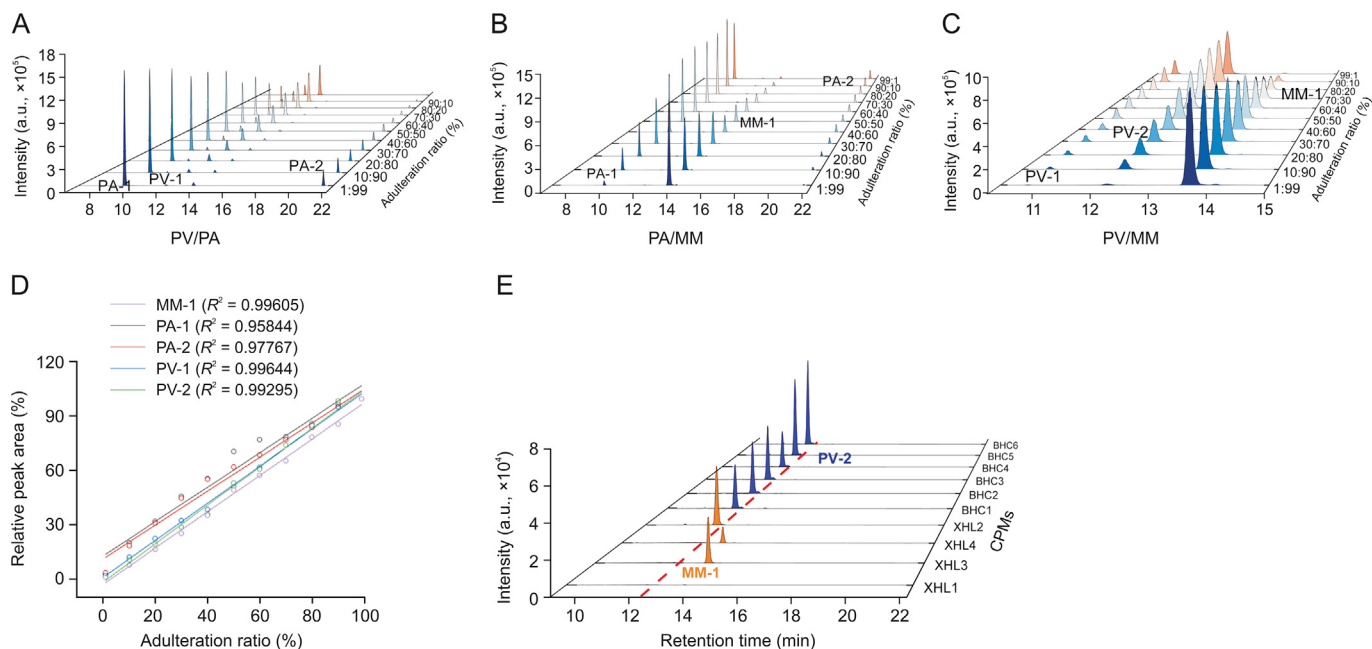 A
Intensity (a.u., ×10⁵)
18
15
12
9
6
3
0
PA-1
PV-1
PA-2
8 10 12 14 16 18 20 22
90:10
80:20
70:30
60:40
50:50
40:60
30:70
20:80
10:90
1:99
Adulteration ratio (%)
PV/PA
B
Intensity (a.u., ×10⁵)
15
12
9
6
3
0
PA-1
MM-1
PA-2
8 10 12 14 16 18 20 22
99:1
90:10
80:20
70:30
60:40
50:50
40:60
30:70
20:80
10:90
1:99
Adulteration ratio (%)
PA/MM
C
Intensity (a.u., ×10⁵)
10
8
6
4
2
0
PV-1
PV-2
MM-1
11 12 13 14 15
99:1
90:10
80:20
70:30
60:40
50:50
40:60
30:70
20:80
10:90
1:99
Adulteration ratio (%)
PV/MM
D
MM-1 (R² = 0.99605)
PA-1 (R² = 0.95844)
PA-2 (R² = 0.97767)
PV-1 (R² = 0.99644)
PV-2 (R² = 0.99295)
Relative peak area (%)
120
90
60
30
0
0 20 40 60 80 100
Adulteration ratio (%)
E
Intensity (a.u., ×10⁴)
8
6
4
2
0
PV-2
MM-1
BHC6
BHC5
BHC4
BHC3
BHC2
BHC1
XHL2
XHL4
XHL3
XHL1
CPMs
10 12 14 16 18 20 22
Retention time (min)